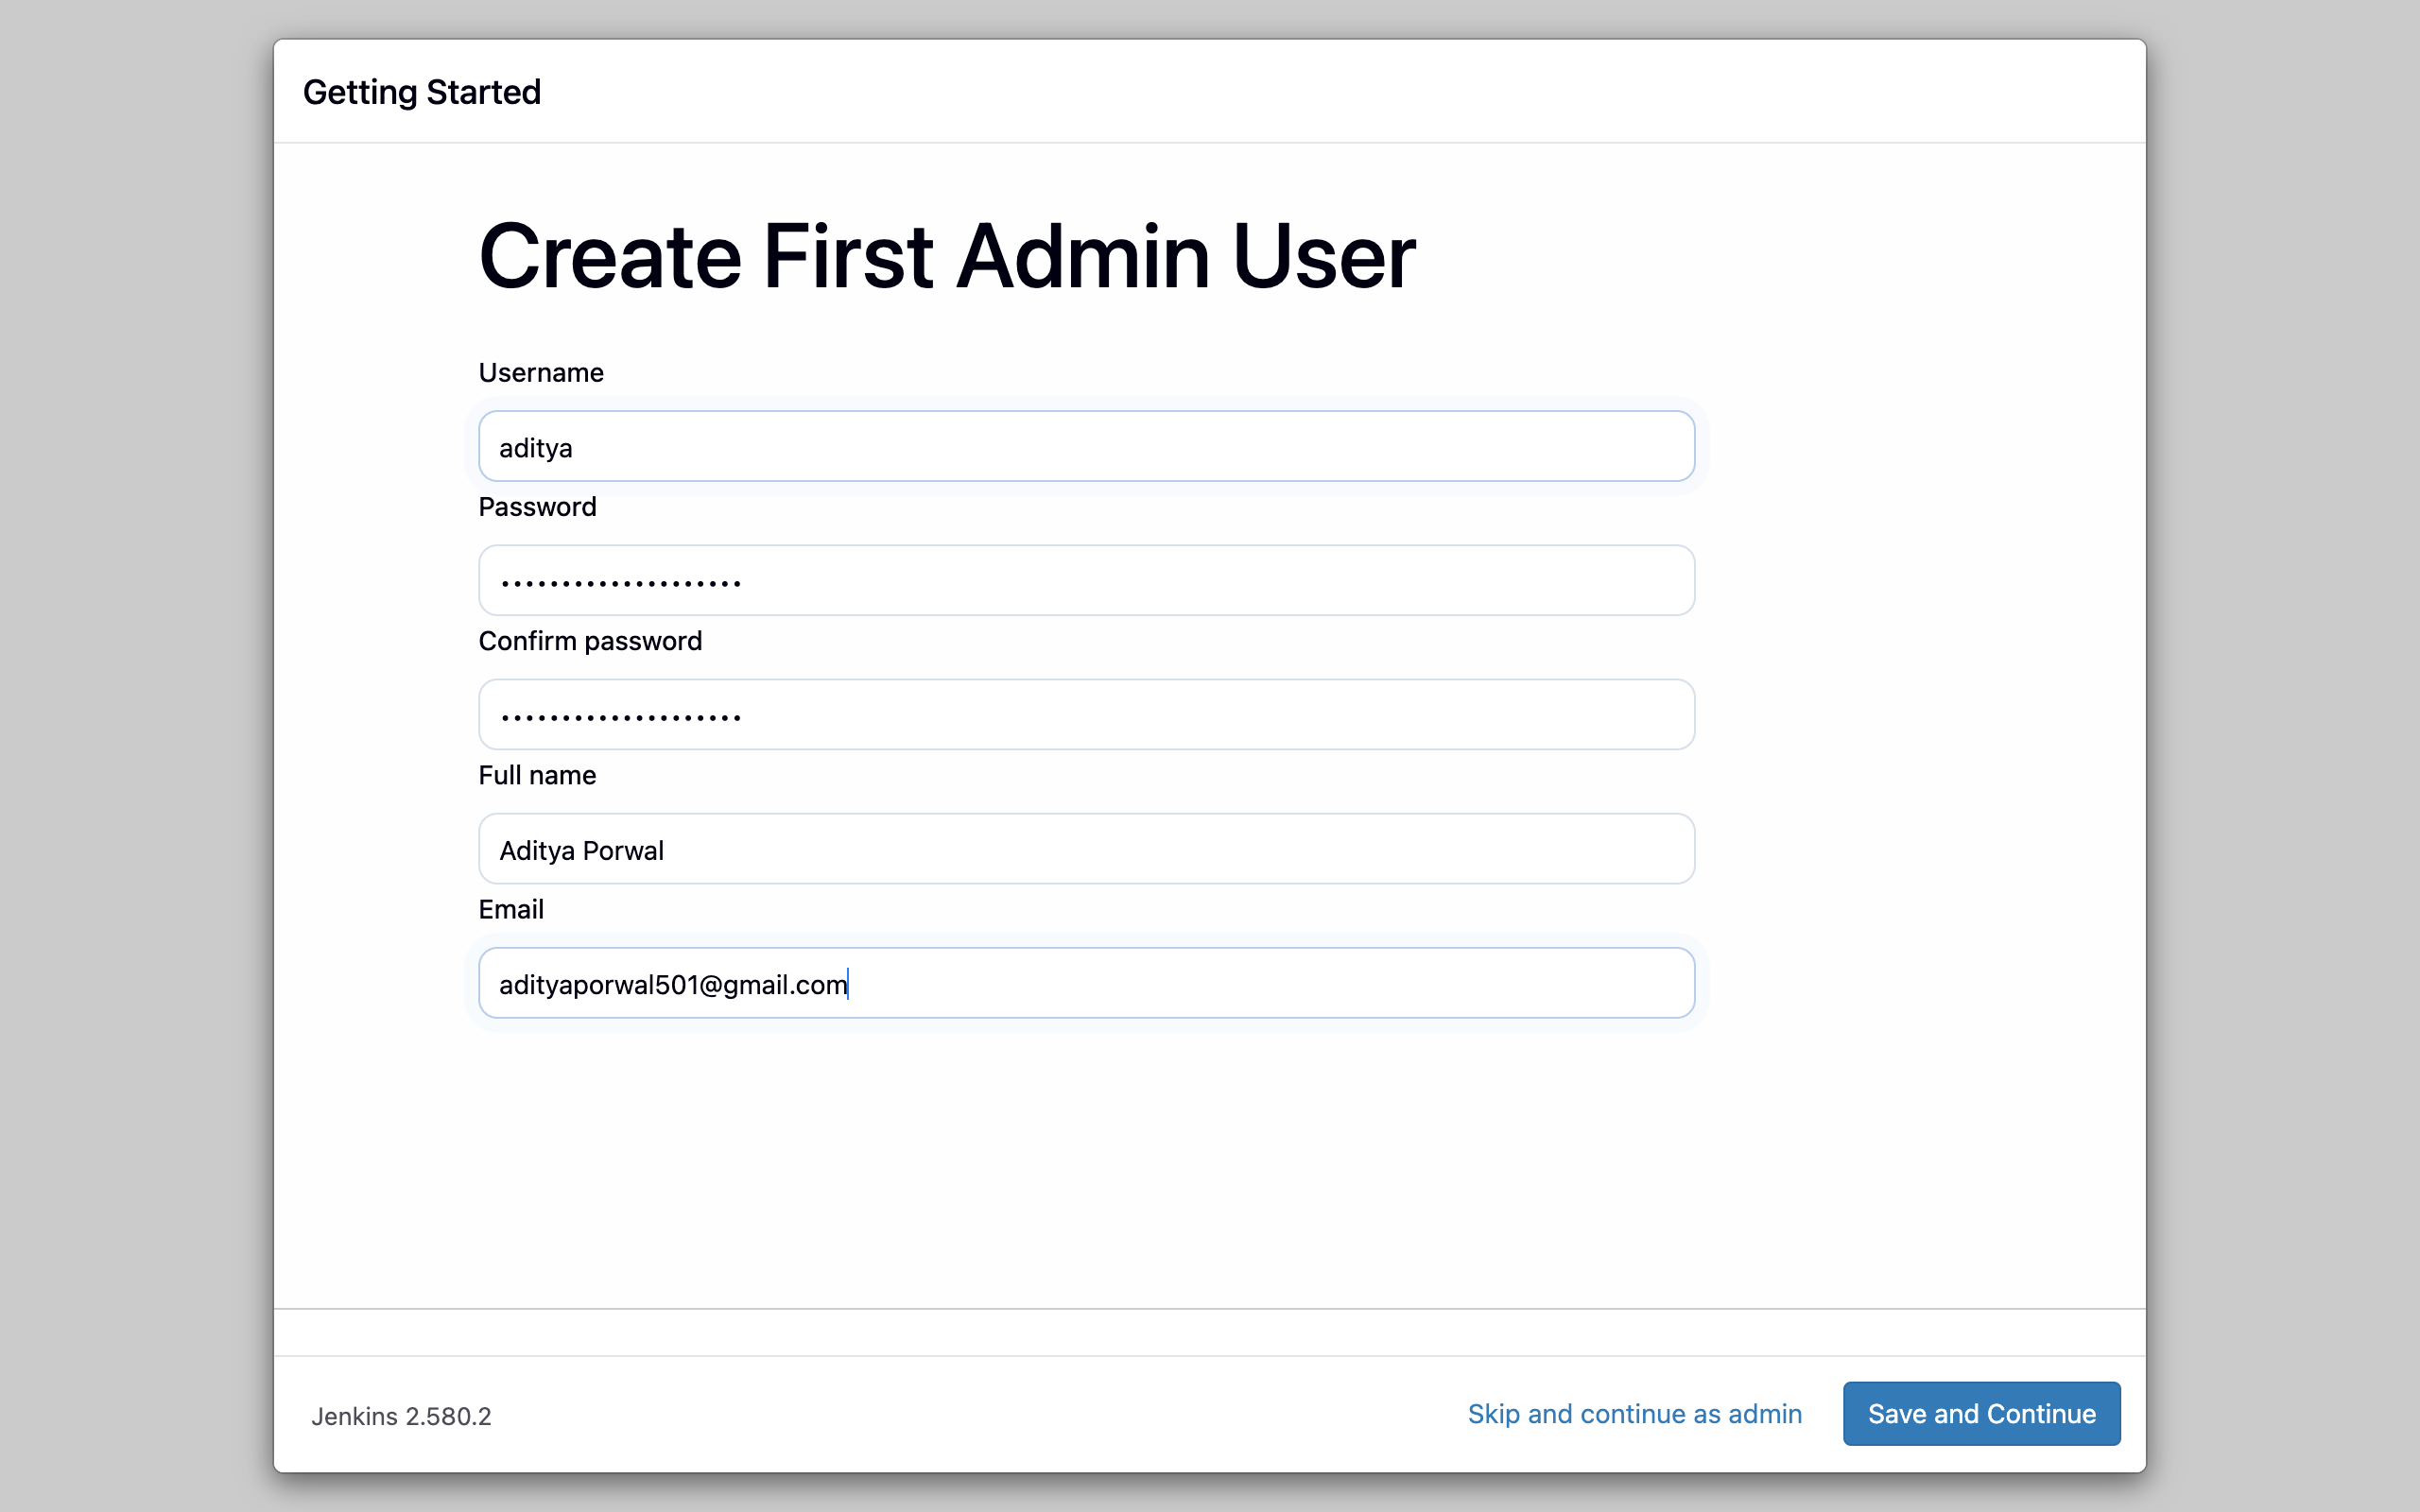 Getting Started
Create First Admin User
Username
aditya
Password
••••••••••••••••••••
Confirm password
••••••••••••••••••••
Full name
Aditya Porwal
Email
adityaporwal501@gmail.com
Jenkins 2.580.2
Skip and continue as admin
Save and Continue